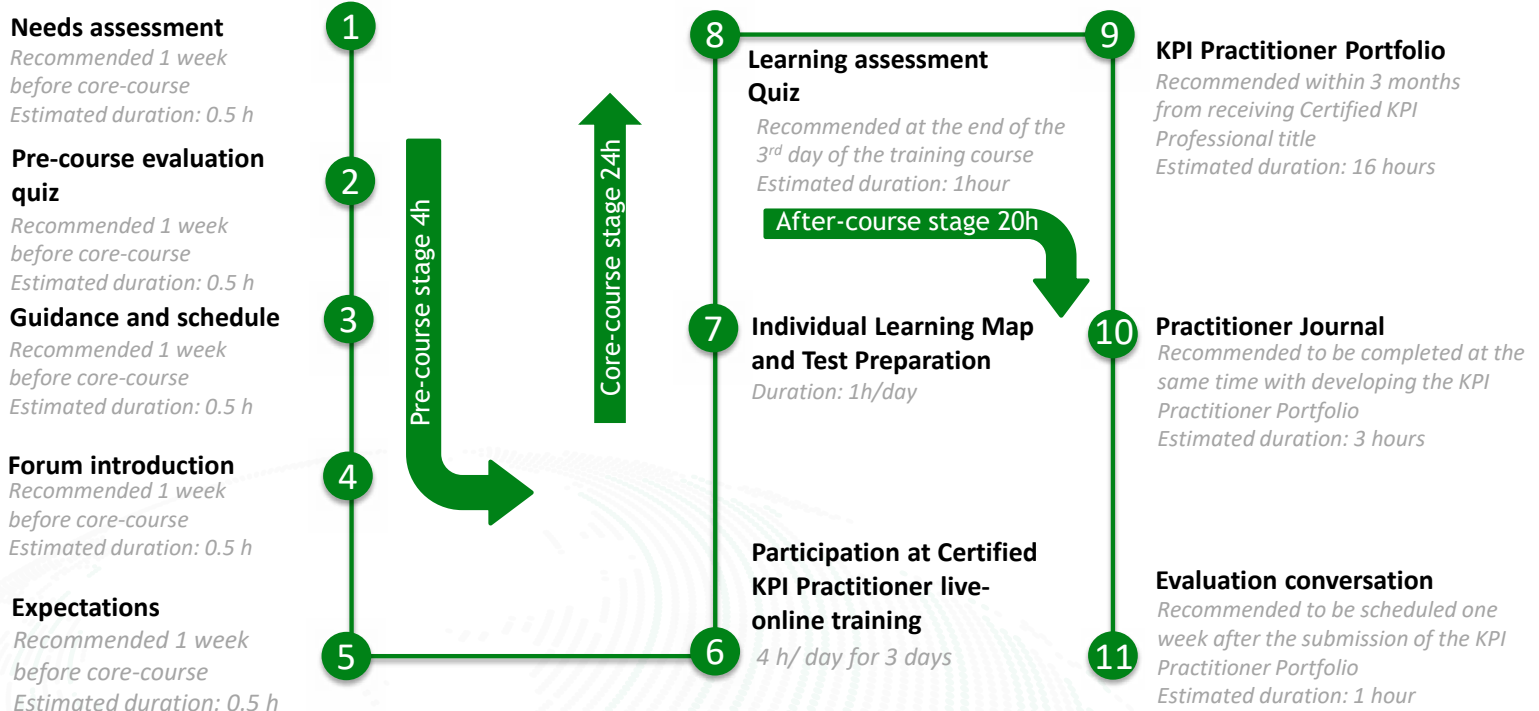 1
Needs assessment
Recommended 1 week
before core-course
Estimated duration: 0.5 h
2
Pre-course evaluation
quiz
Recommended 1 week
before core-course
Estimated duration: 0.5 h
3
Guidance and schedule
Recommended 1 week
before core-course
Estimated duration: 0.5 h
4
Forum introduction
Recommended 1 week
before core-course
Estimated duration: 0.5 h
5
Expectations
Recommended 1 week
before core-course
Estimated duration: 0.5 h
Pre-course stage 4h
Core-course stage 24h
6
Participation at Certified
KPI Practitioner live-
online training
4 h/ day for 3 days
7
Individual Learning Map
and Test Preparation
Duration: 1h/day
8
Learning assessment
Quiz
Recommended at the end of the
3rd day of the training course
Estimated duration: 1hour
After-course stage 20h
9
KPI Practitioner Portfolio
Recommended within 3 months
from receiving Certified KPI
Professional title
Estimated duration: 16 hours
10
Practitioner Journal
Recommended to be completed at the
same time with developing the KPI
Practitioner Portfolio
Estimated duration: 3 hours
11
Evaluation conversation
Recommended to be scheduled one
week after the submission of the KPI
Practitioner Portfolio
Estimated duration: 1 hour